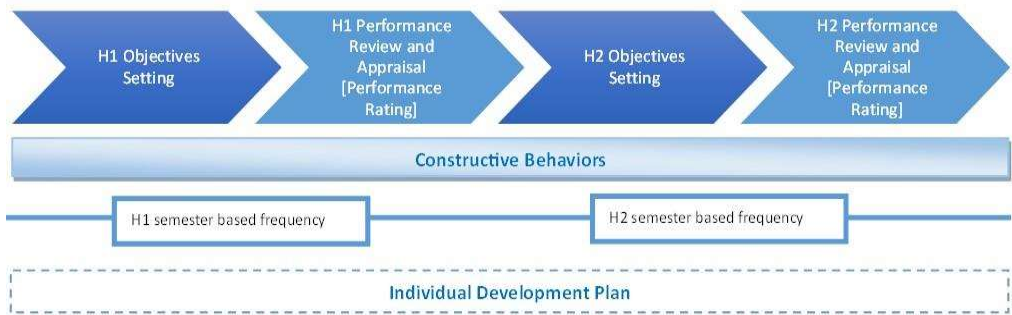 H1 Objectives
Setting
H1 Performance
Review and
Appraisal
[Performance
Rating]
H2 Objectives
Setting
H2 Performance
Review and
Appraisal
[Performance
Rating]
Constructive Behaviors
H1 semester based frequency
H2 semester based frequency
Individual Development Plan